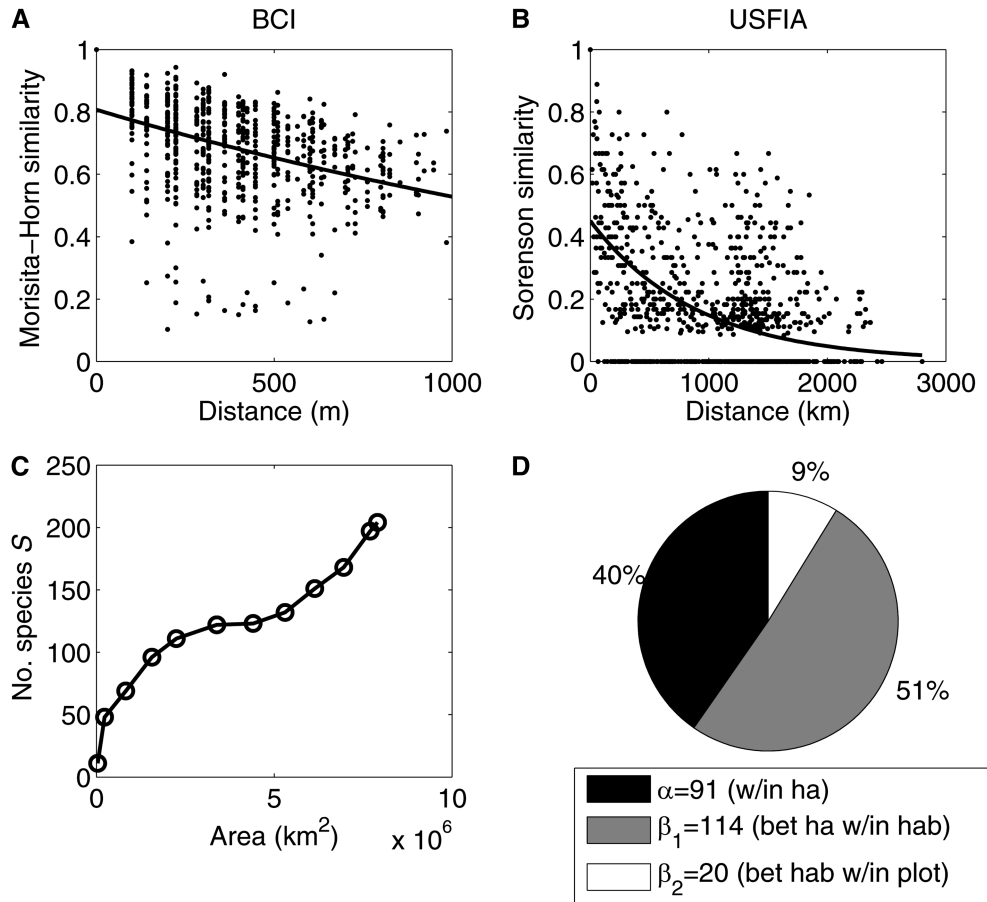 A
BCI
Morisita-Horn similarity
1
0.8
0.6
0.4
0.2
0
0
500
1000
Distance (m)
B
USFIA
Sorenson similarity
1
0.8
0.6
0.4
0.2
0
0
1000
2000
3000
Distance (km)
C
No. species S
250
200
150
100
50
0
0
5
10
Area (km²)
x 10⁶
D
9%
40%
51%
α=91 (w/in ha)
β₁=114 (bet ha w/in hab)
β₂=20 (bet hab w/in plot)